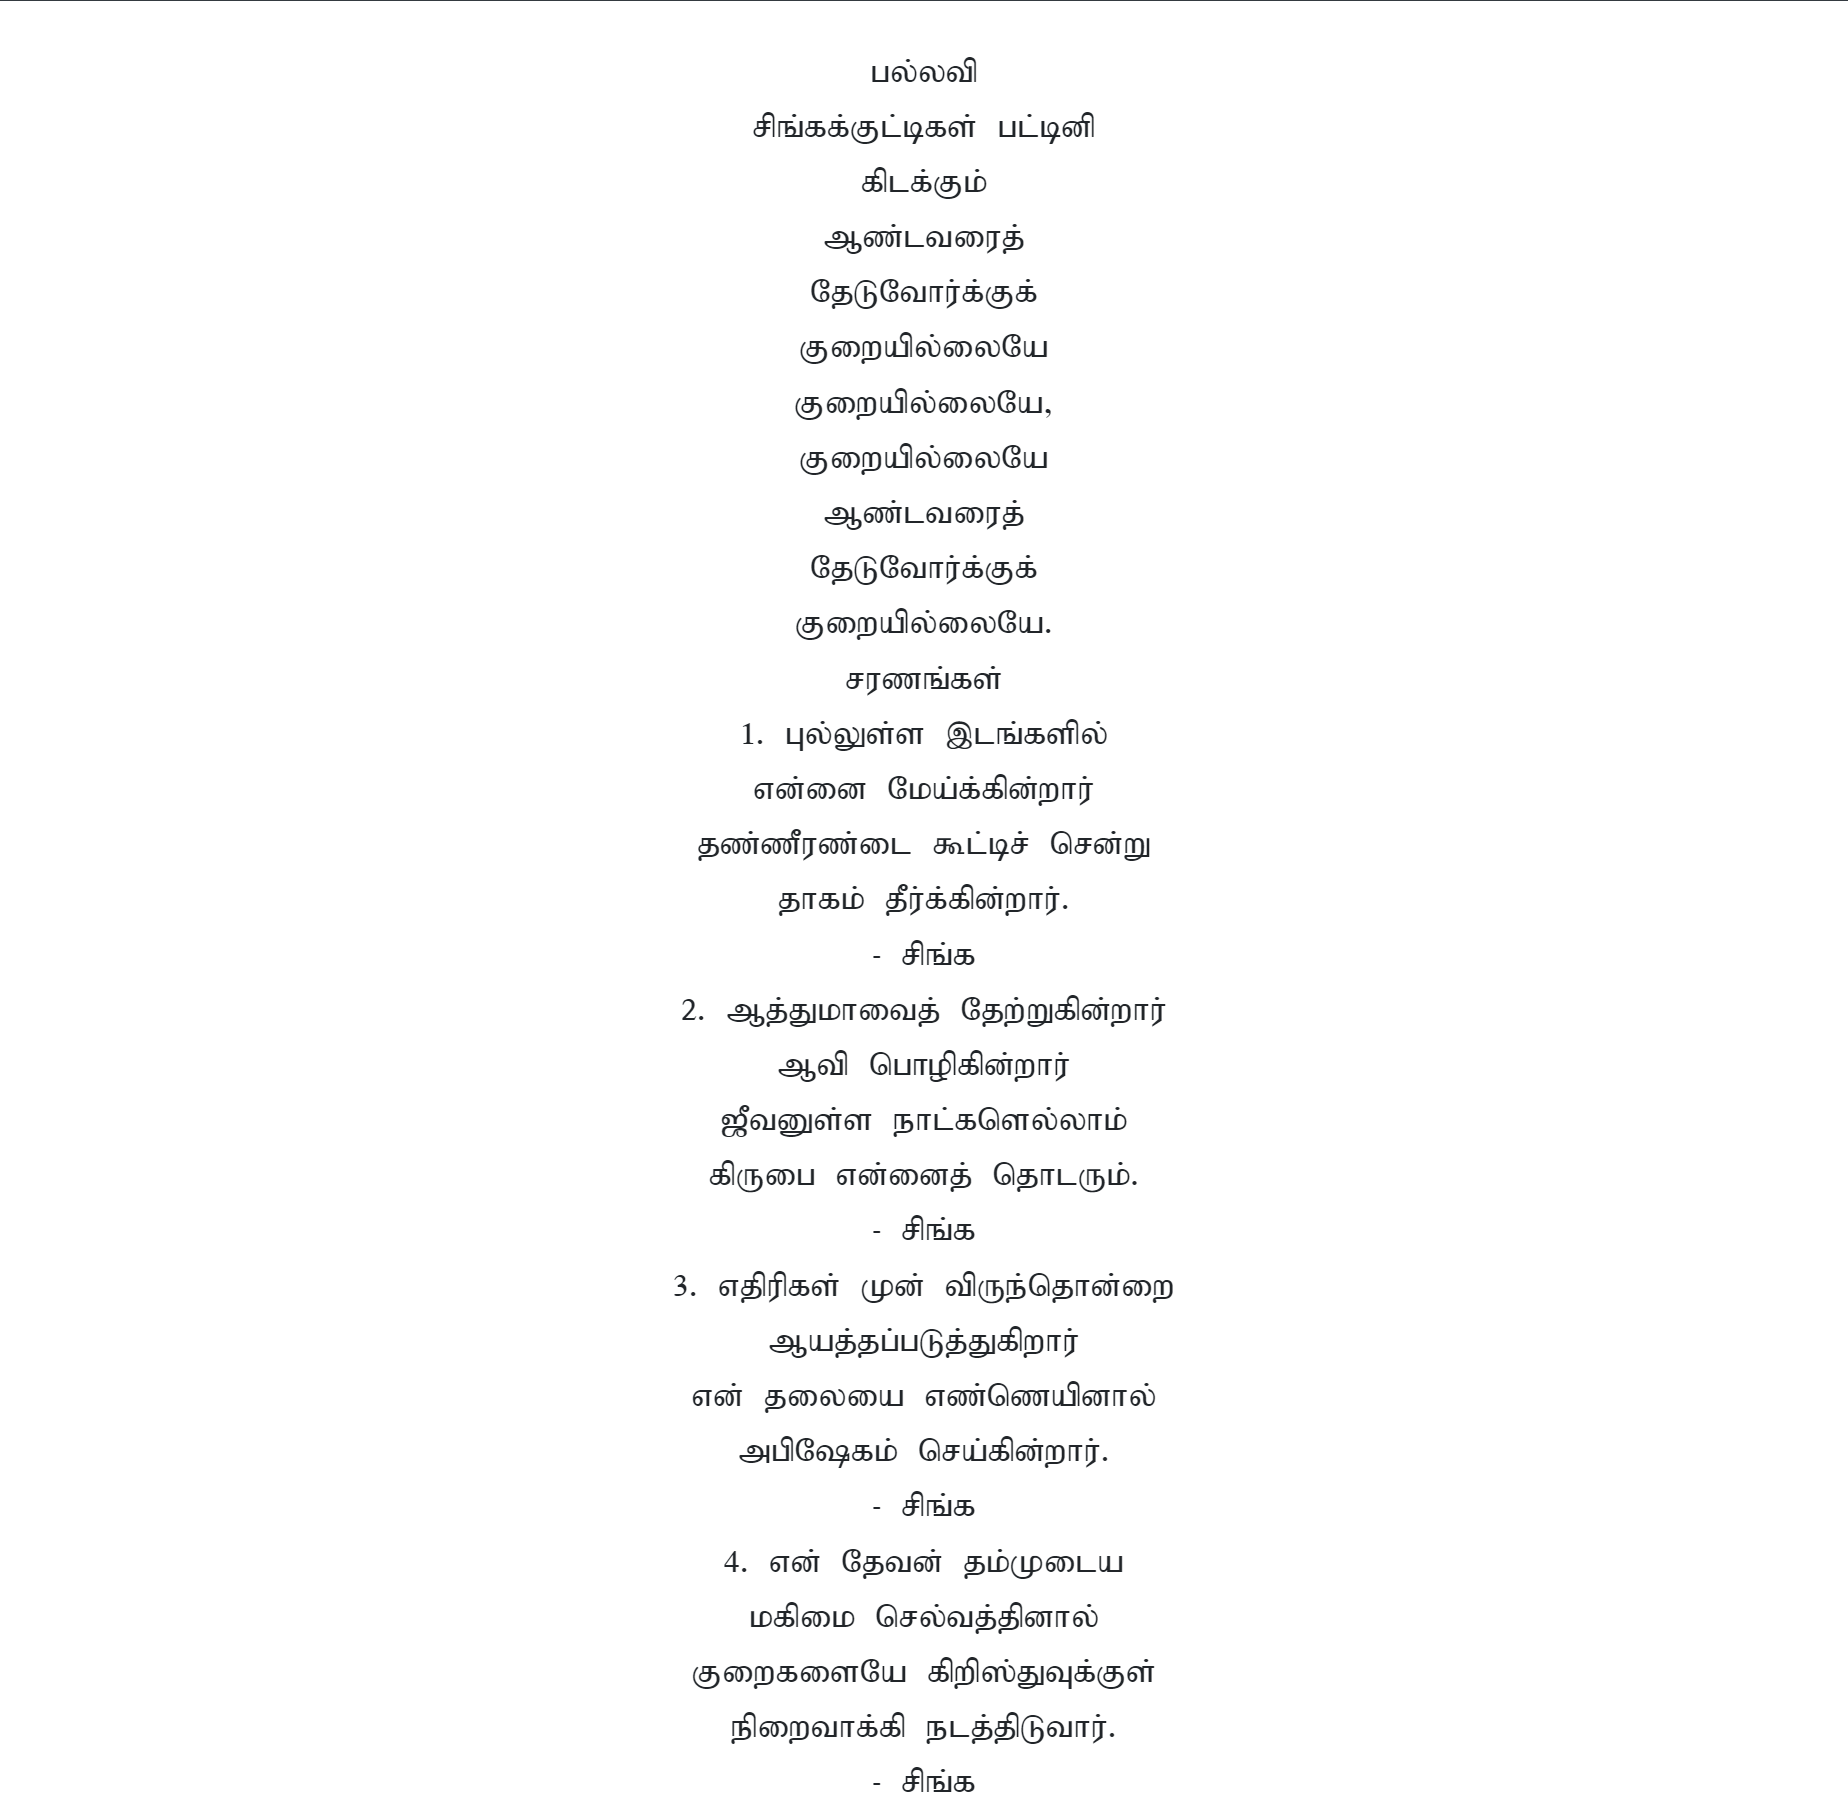 பல்லவி
சிங்கக்குட்டிகள் பட்டினி
கிடக்கும்
ஆண்டவரைத்
தேடுவோர்க்குக்
குறையில்லையே
குறையில்லையே,
குறையில்லையே
ஆண்டவரைத்
தேடுவோர்க்குக்
குறையில்லையே.
சரணங்கள்
1. புல்லுள்ள இடங்களில்
என்னை மேய்க்கின்றார்
தண்ணீரண்டை கூட்டிச் சென்று
தாகம் தீர்க்கின்றார்.
- சிங்க
2. ஆத்துமாவைத் தேற்றுகின்றார்
ஆவி பொழிகின்றார்
ஜீவனுள்ள நாட்களெல்லாம்
கிருபை என்னைத் தொடரும்.
- சிங்க
3. எதிரிகள் முன் விருந்தொன்றை
ஆயத்தப்படுத்துகிறார்
என் தலையை எண்ணெயினால்
அபிஷேகம் செய்கின்றார்.
- சிங்க
4. என் தேவன் தம்முடைய
மகிமை செல்வத்தினால்
குறைகளையே கிறிஸ்துவுக்குள்
நிறைவாக்கி நடத்திடுவார்.
- சிங்க